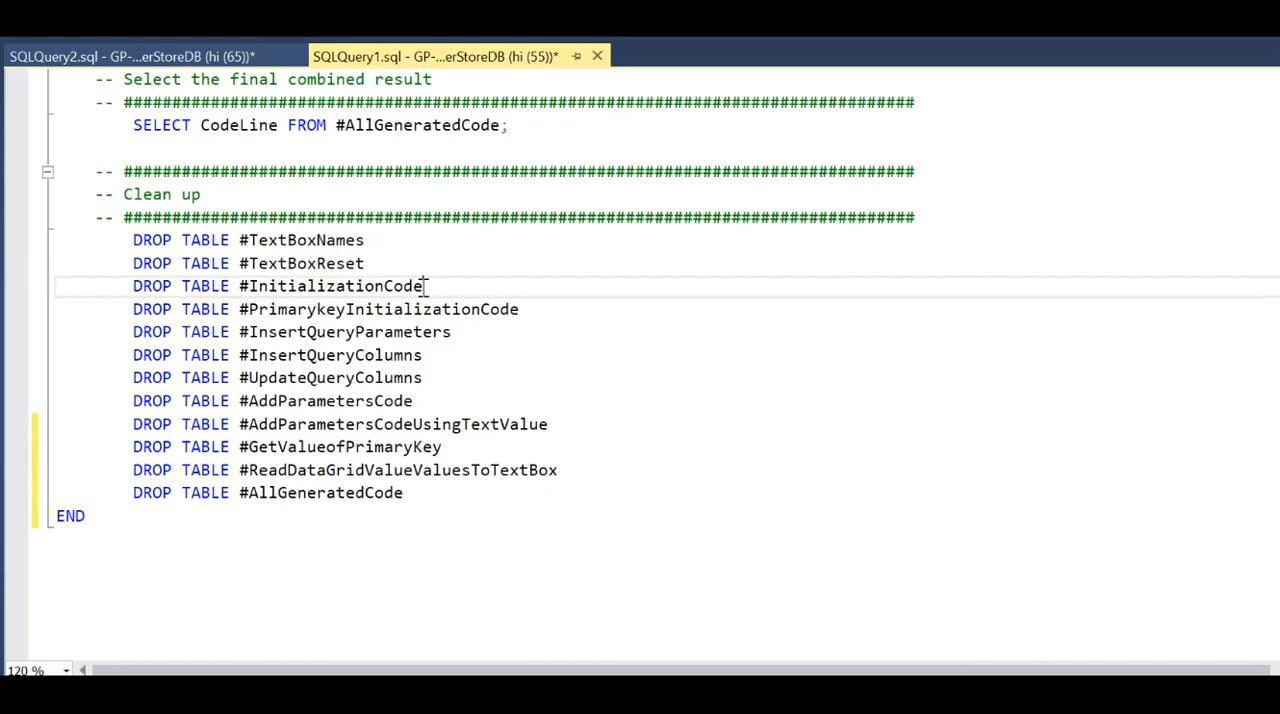 SQLQuery2.sql - GP-...erStoreDB (hi (65))*
SQLQuery1.sql - GP-...erStoreDB (hi (55))*
-- Select the final combined result
-- ##################################################################################
SELECT CodeLine FROM #AllGeneratedCode;
-- ##################################################################################
-- Clean up
-- ##################################################################################
DROP TABLE #TextBoxNames
DROP TABLE #TextBoxReset
DROP TABLE #InitializationCode
DROP TABLE #PrimarykeyInitializationCode
DROP TABLE #InsertQueryParameters
DROP TABLE #InsertQueryColumns
DROP TABLE #UpdateQueryColumns
DROP TABLE #AddParametersCode
DROP TABLE #AddParametersCodeUsingTextValue
DROP TABLE #GetValueofPrimaryKey
DROP TABLE #ReadDataGridValueValuesToTextBox
DROP TABLE #AllGeneratedCode
END
120 %